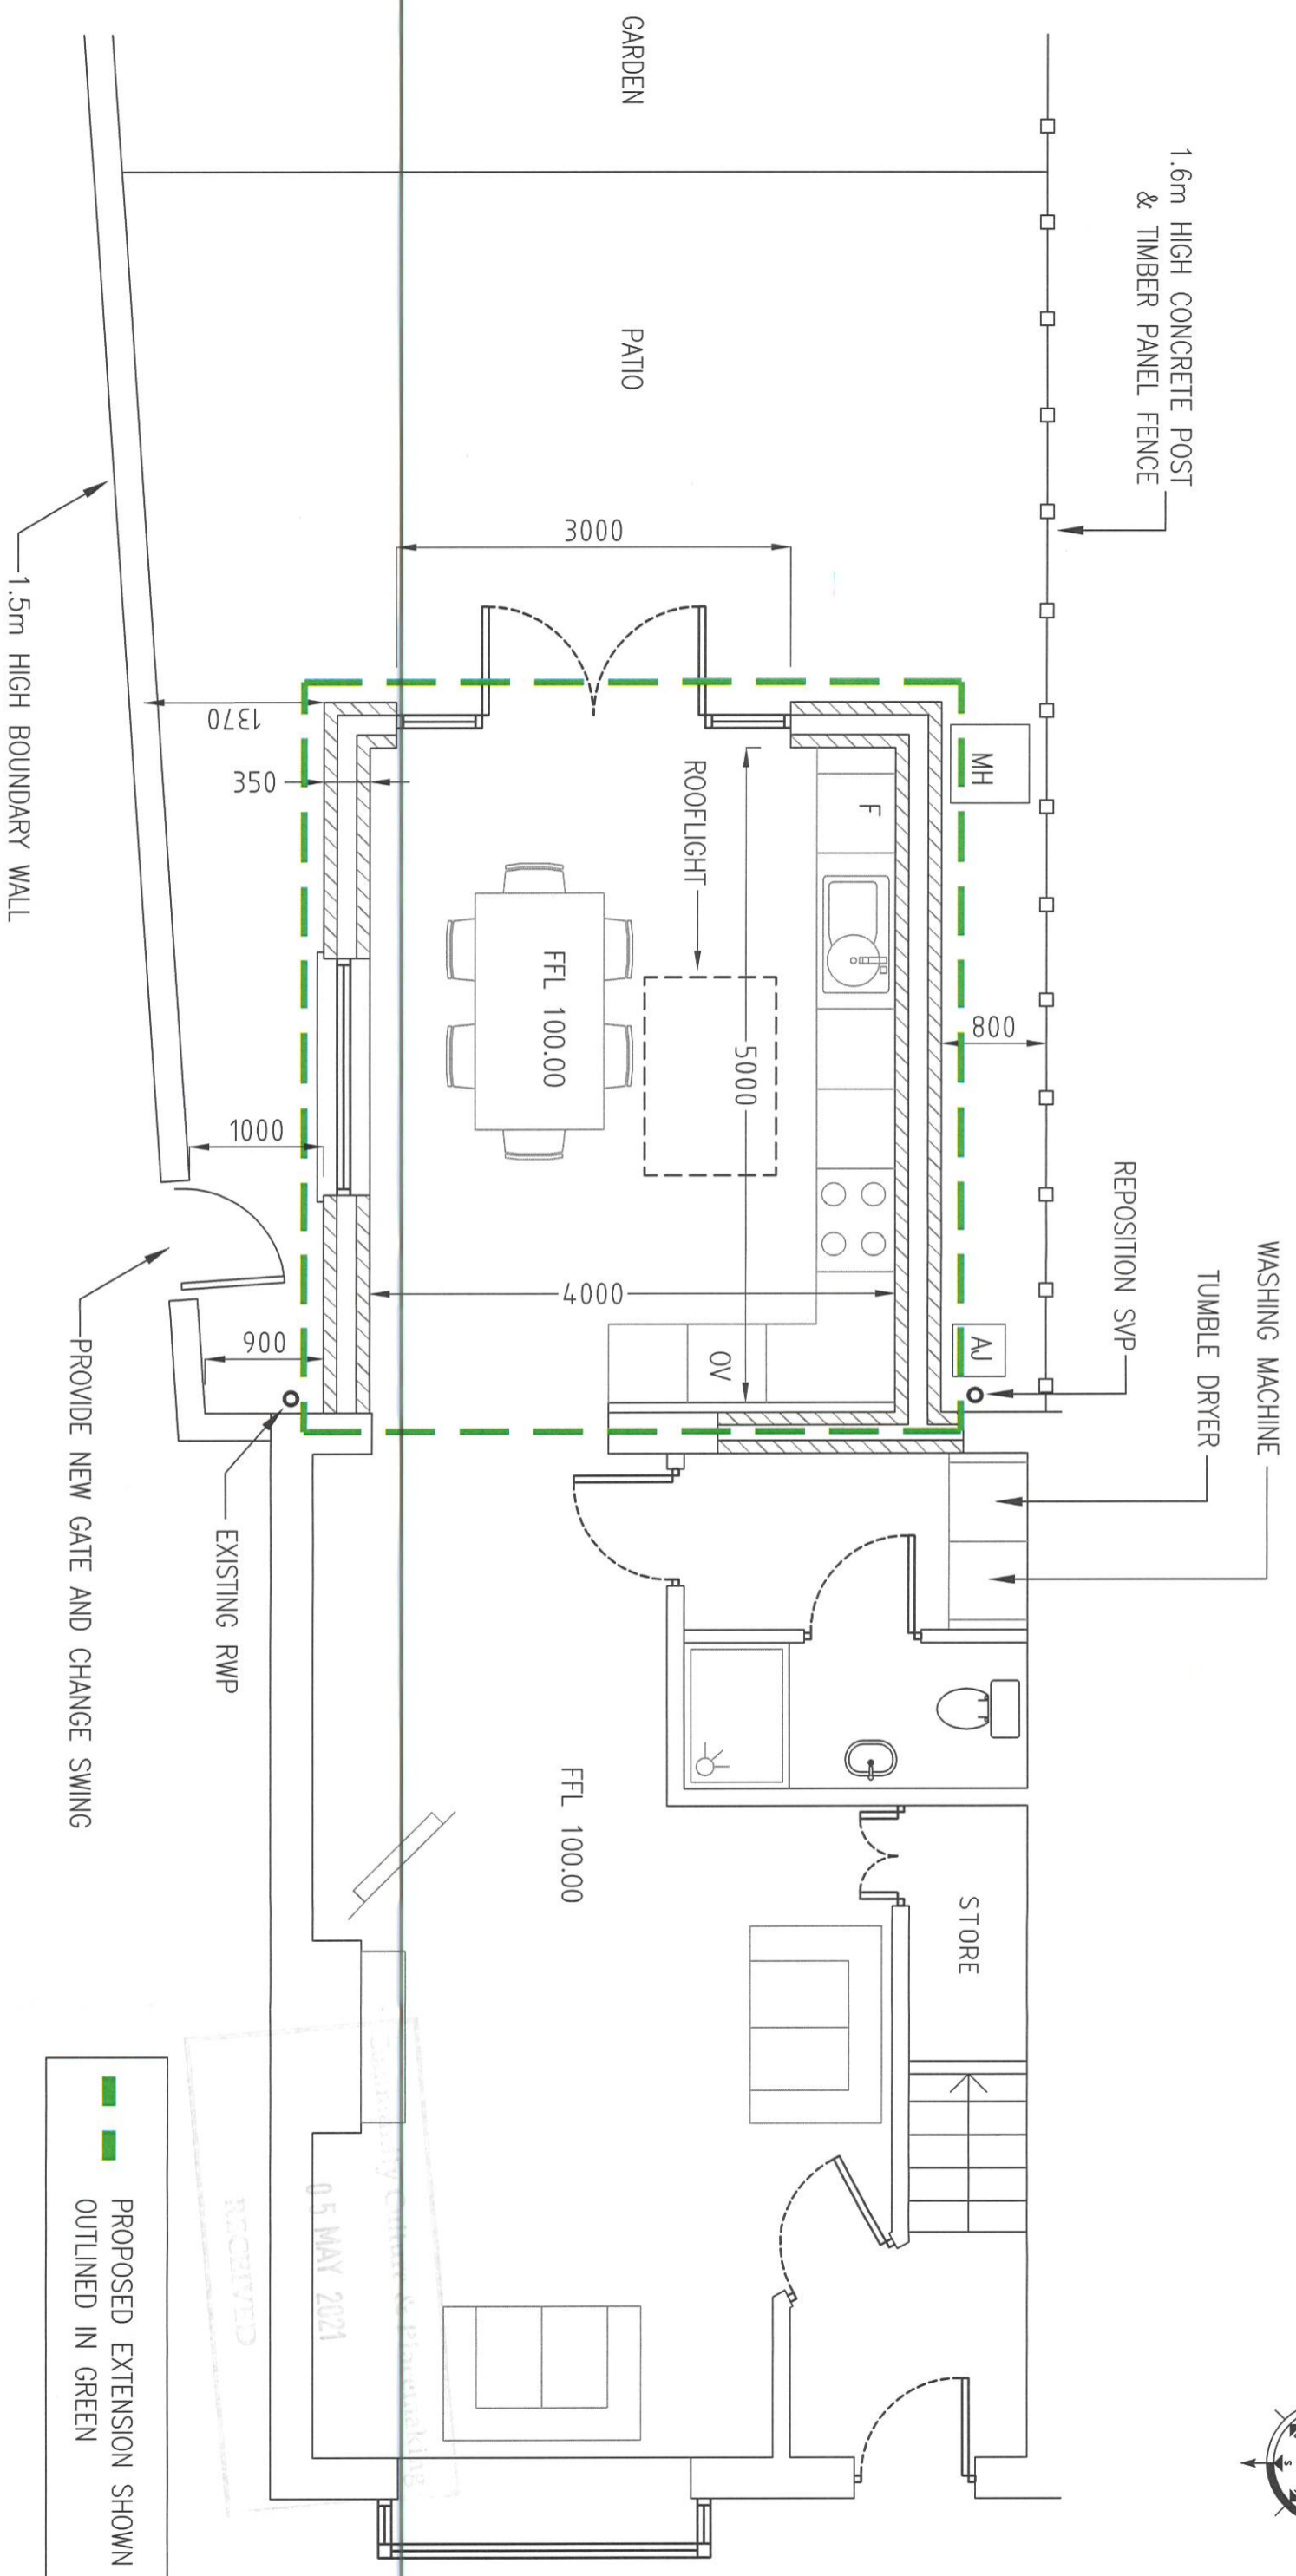 1.6m HIGH CONCRETE POST
& TIMBER PANEL FENCE
REPOSITION SVP
TUMBLE DRYER
WASHING MACHINE
S
GARDEN
PATIO
3000
MH
800
AJ
ROOFLIGHT
F
5000
FFL 100.00
4000
OV
1370
350
1000
900
1.5m HIGH BOUNDARY WALL
PROVIDE NEW GATE AND CHANGE SWING
EXISTING RWP
FFL 100.00
STORE
Community Culture & Placemaking
05 MAY 2021
RECEIVED
PROPOSED EXTENSION SHOWN
OUTLINED IN GREEN